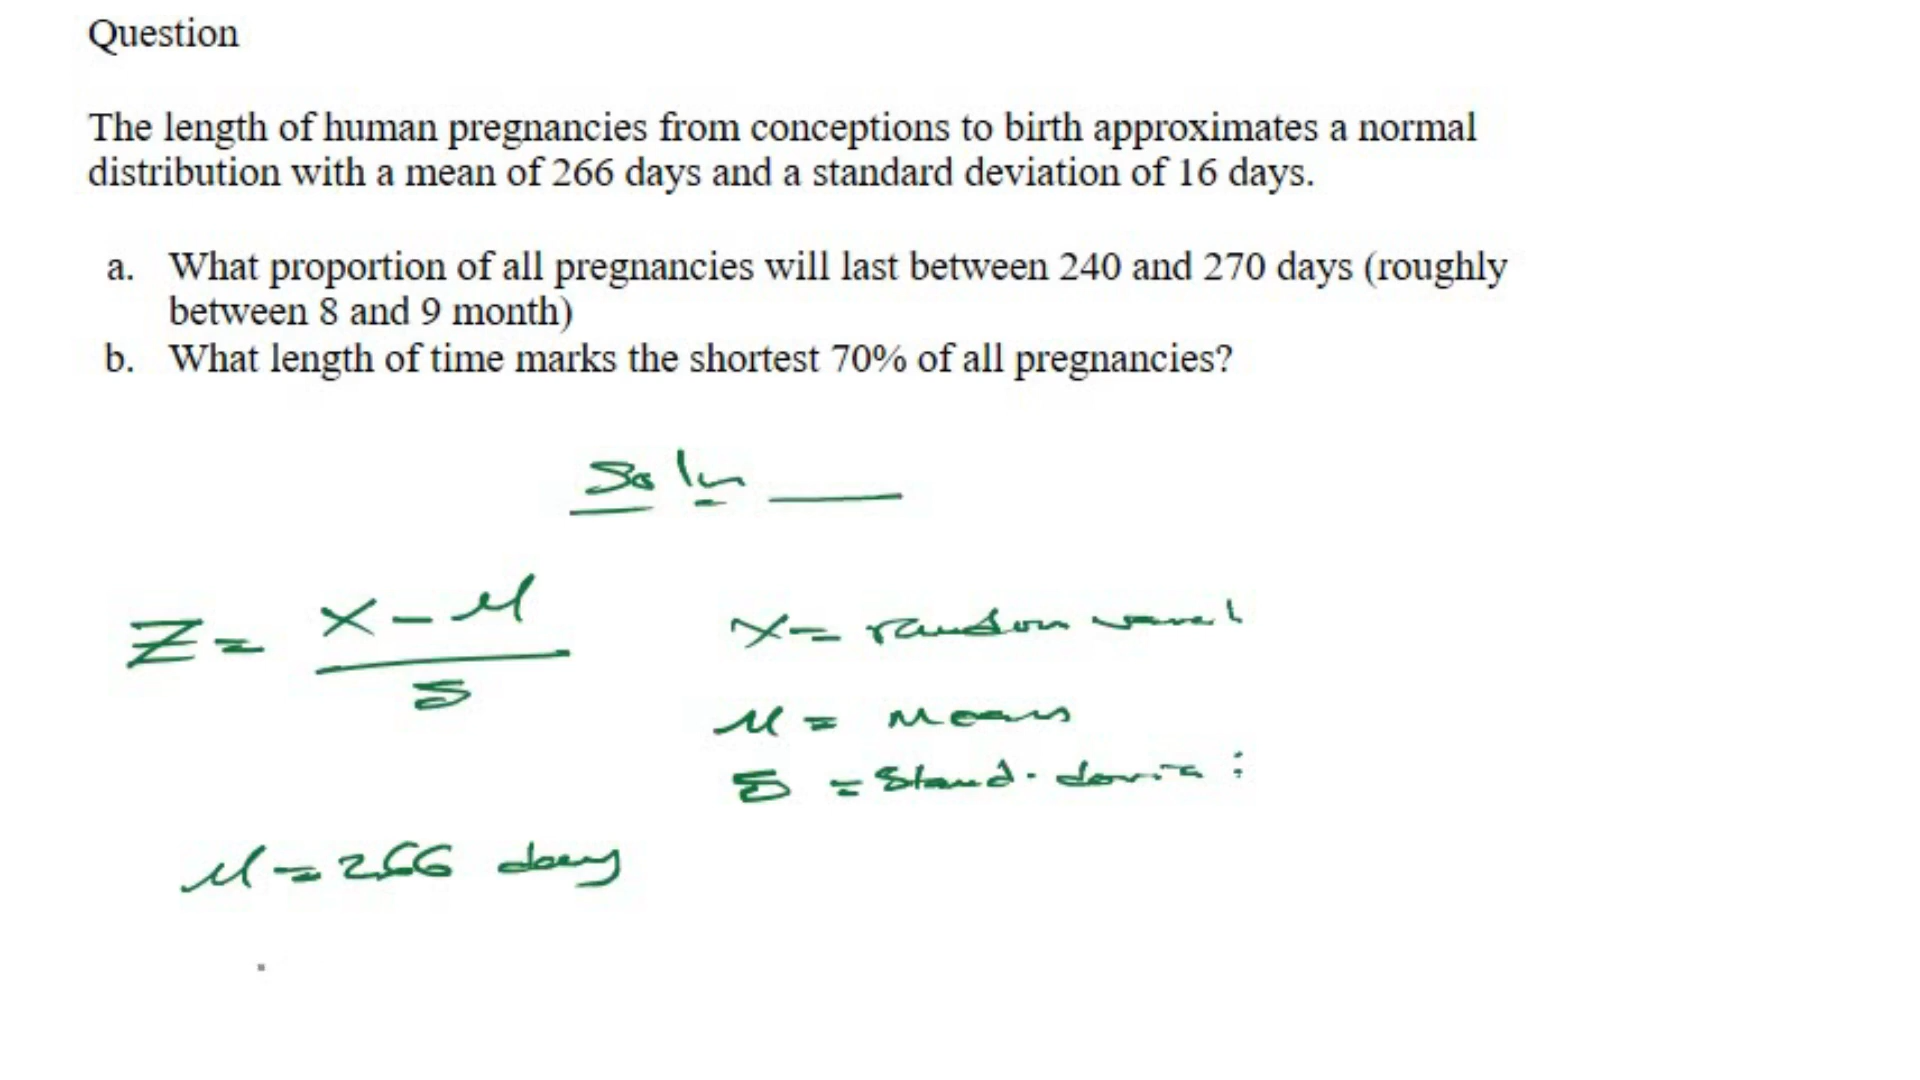 Question
The length of human pregnancies from conceptions to birth approximates a normal
distribution with a mean of 266 days and a standard deviation of 16 days.
a. What proportion of all pregnancies will last between 240 and 270 days (roughly
between 8 and 9 month)
b. What length of time marks the shortest 70% of all pregnancies?
Soln
Z = X - μ
δ
X = random
μ = Mean
δ = Stand.
μ = 266 days